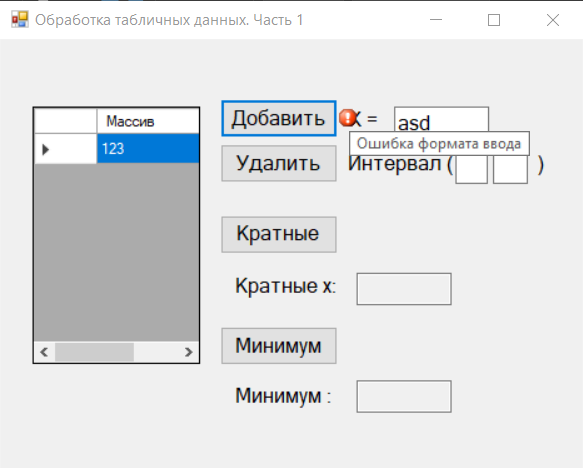 Обработка табличных данных. Часть 1
Массив
123
Добавить
X =
asd
Ошибка формата ввода
Удалить
Интервал ( )
Кратные
Кратные x:
Минимум
Минимум :